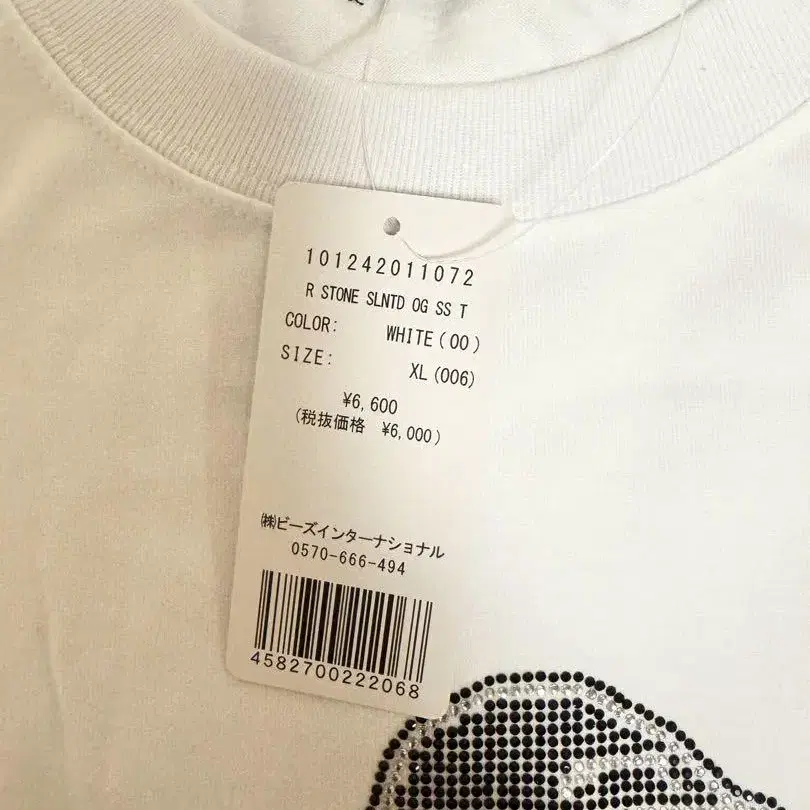 101242011072
R STONE SLNTD OG SS T
COLOR: WHITE(00)
SIZE: XL(006)
¥6,600
(税抜価格 ¥6,000)
㈱ビーズインターナショナル
0570-666-494
4582700222068